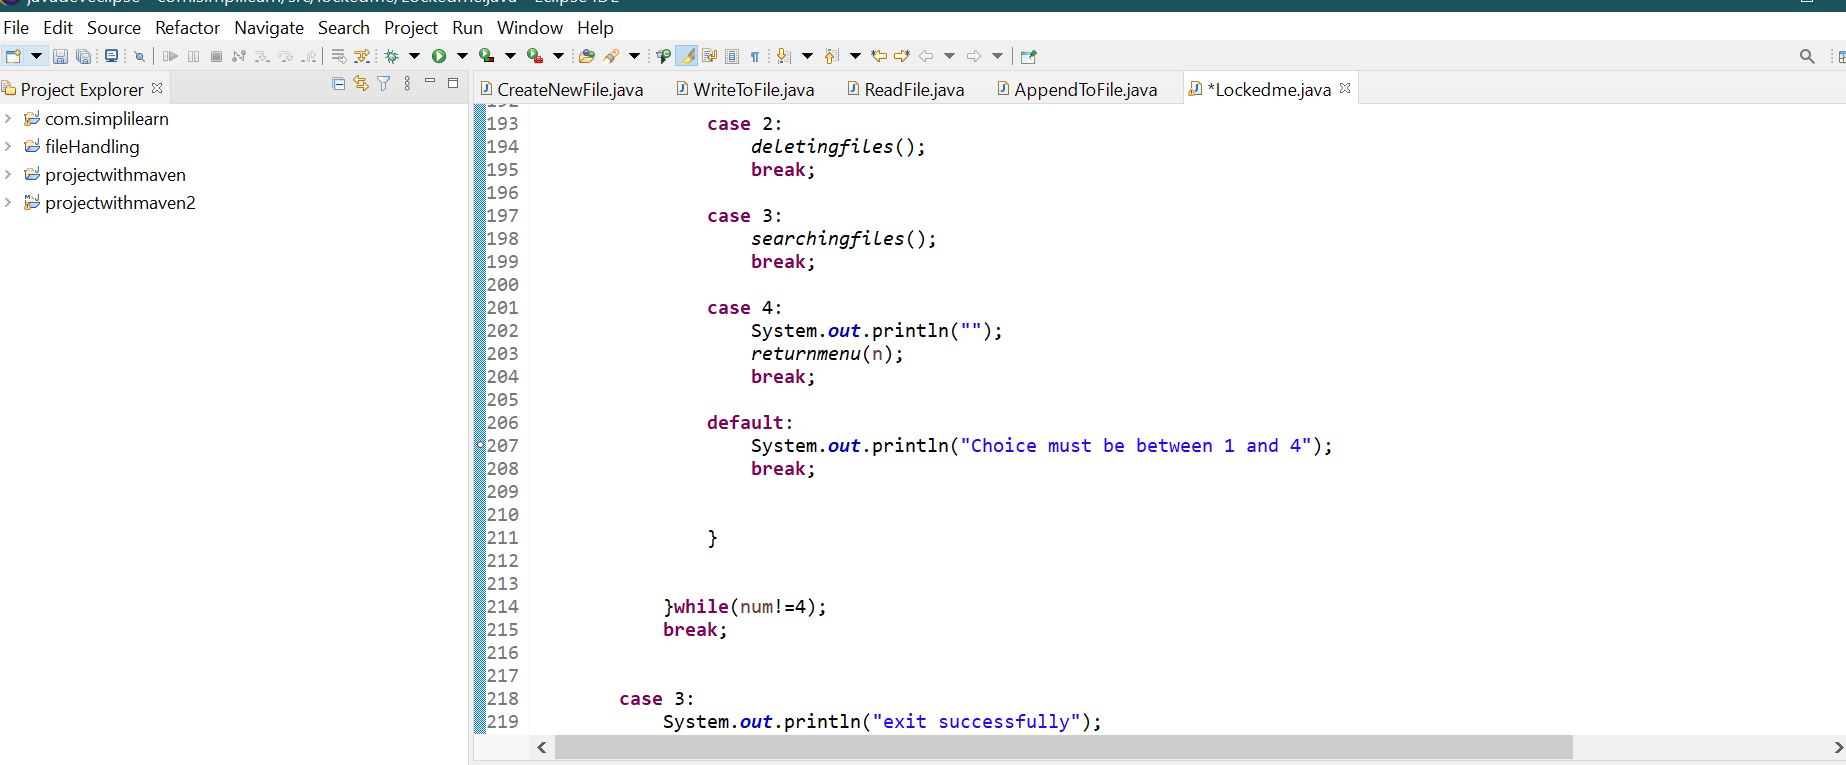 File Edit Source Refactor Navigate Search Project Run Window Help
Project Explorer
CreateNewFile.java WriteToFile.java ReadFile.java AppendToFile.java *Lockedme.java
com.simplilearn
fileHandling
projectwithmaven
projectwithmaven2
193 case 2:
194 deletingfiles();
195 break;
196
197 case 3:
198 searchingfiles();
199 break;
200
201 case 4:
202 System.out.println("");
203 returnmenu(n);
204 break;
205
206 default:
207 System.out.println("Choice must be between 1 and 4");
208 break;
209
210
211 }
212
213
214 }while(num!=4);
215 break;
216
217
218 case 3:
219 System.out.println("exit successfully");